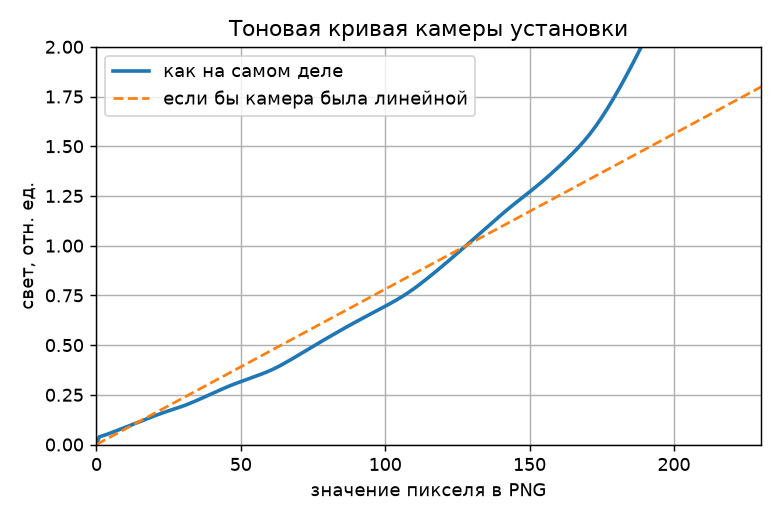 Тоновая кривая камеры установки
как на самом деле
если бы камера была линейной
свет, отн. ед.
2.00
1.75
1.50
1.25
1.00
0.75
0.50
0.25
0.00
0 50 100 150 200
значение пикселя в PNG